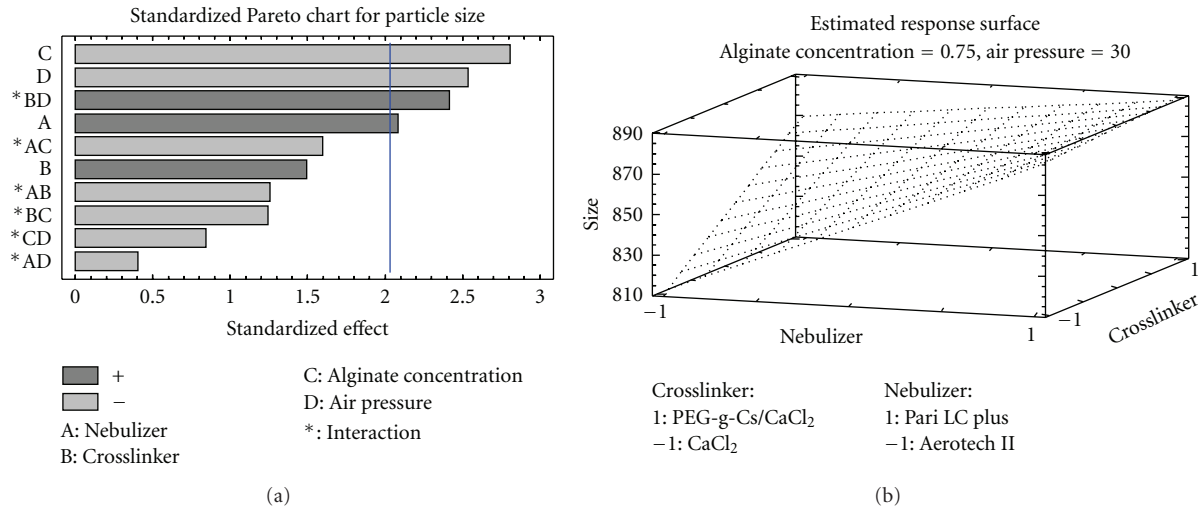 Standardized Pareto chart for particle size
C
D
*BD
A
*AC
B
*AB
*BC
*CD
*AD
0 0.5 1 1.5 2 2.5 3
Standardized effect
+
−
A: Nebulizer
B: Crosslinker
C: Alginate concentration
D: Air pressure
*: Interaction
(a)
Estimated response surface
Alginate concentration = 0.75, air pressure = 30
890
870
850
830
810
Size
−1 1
Nebulizer
−1 1
Crosslinker
Crosslinker:
1: PEG-g-Cs/CaCl₂
−1: CaCl₂
Nebulizer:
1: Pari LC plus
−1: Aerotech II
(b)